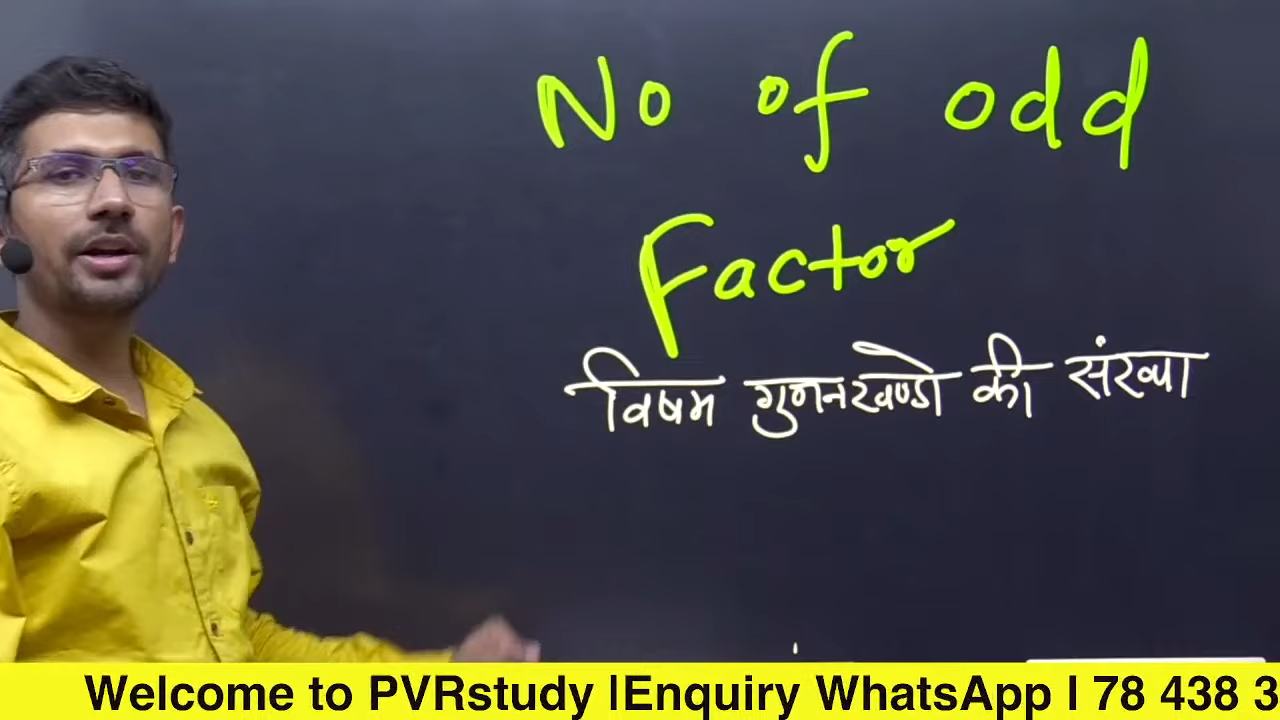 No of odd
Factor
विषम गुणनखण्डो की संख्या
Welcome to PVRstudy |Enquiry WhatsApp | 78 438 3